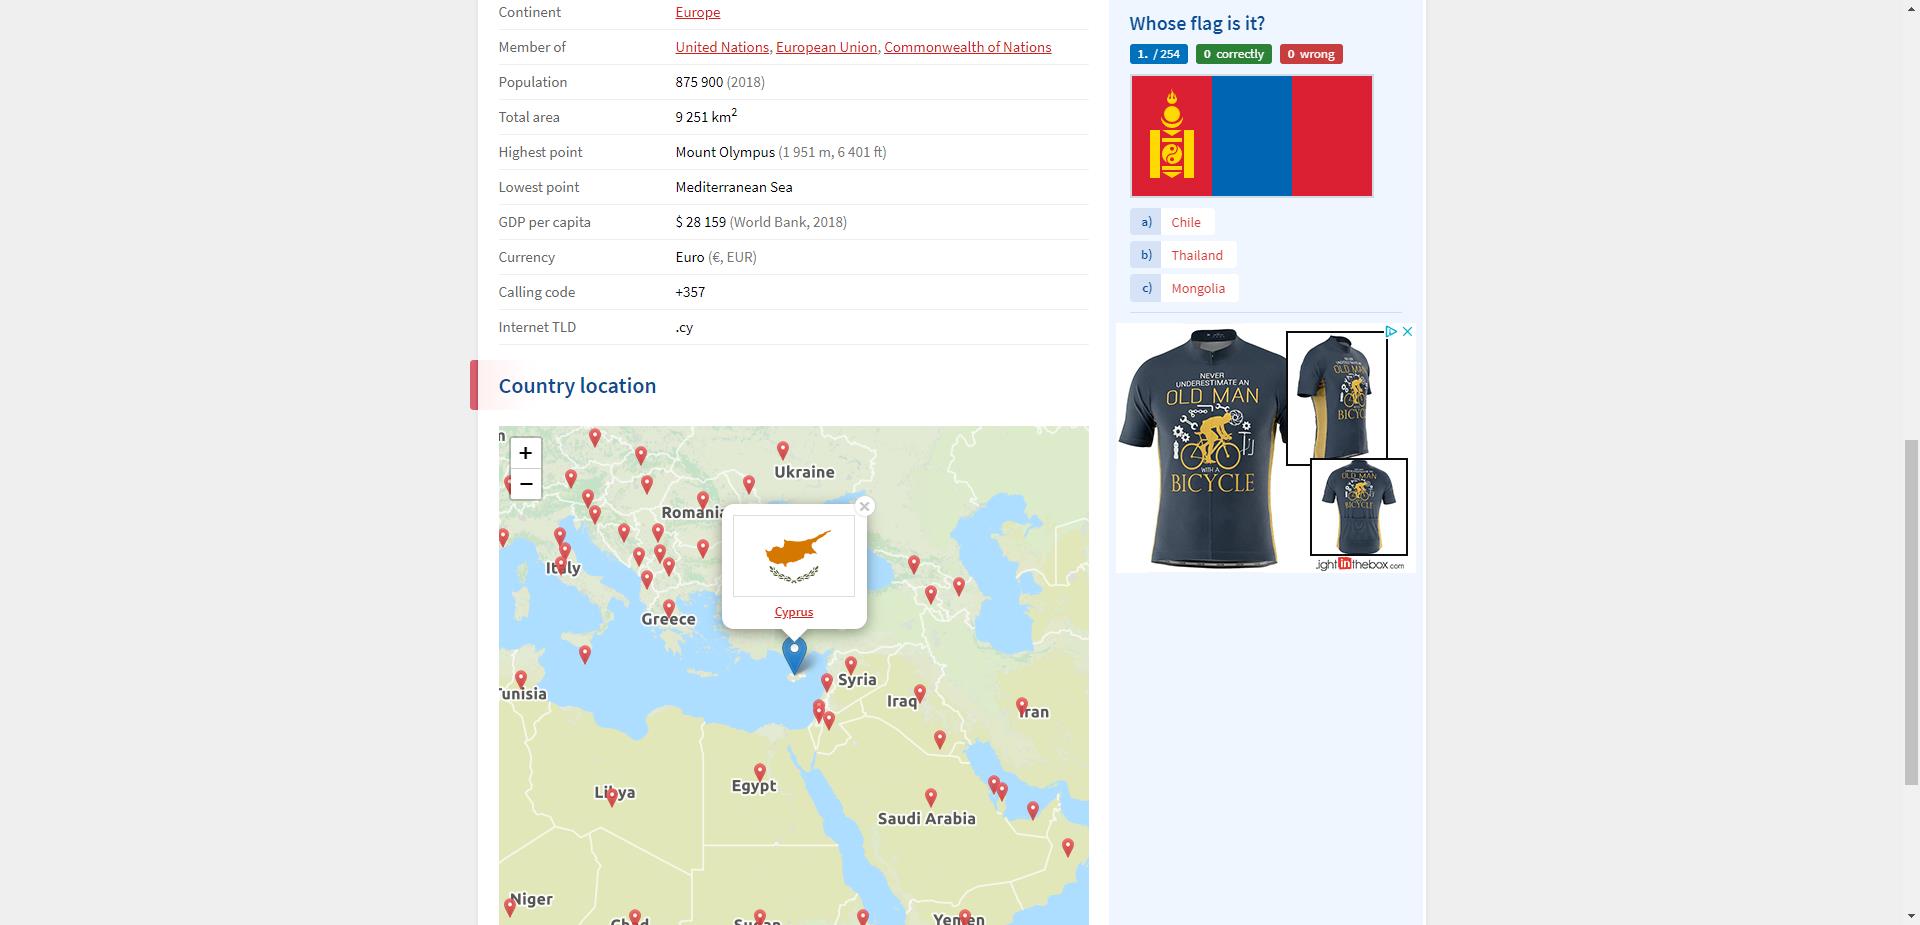 Continent Europe
Member of United Nations, European Union, Commonwealth of Nations
Population 875 900 (2018)
Total area 9 251 km2
Highest point Mount Olympus (1 951 m, 6 401 ft)
Lowest point Mediterranean Sea
GDP per capita $ 28 159 (World Bank, 2018)
Currency Euro (€, EUR)
Calling code +357
Internet TLD .cy
Country location
+
−
Ukraine
Romania
Italy
Cyprus
Greece
Tunisia
Syria
Iraq
Iran
Libya
Egypt
Saudi Arabia
Niger
Chad
Sudan
Yemen
Whose flag is it?
1. / 254 0 correctly 0 wrong
a) Chile
b) Thailand
c) Mongolia
NEVER
UNDERESTIMATE AN
OLD MAN
WITH A
BICYCLE
OLD MAN
BICYC
OLD MAN
BICYCLE
lightinthebox.com